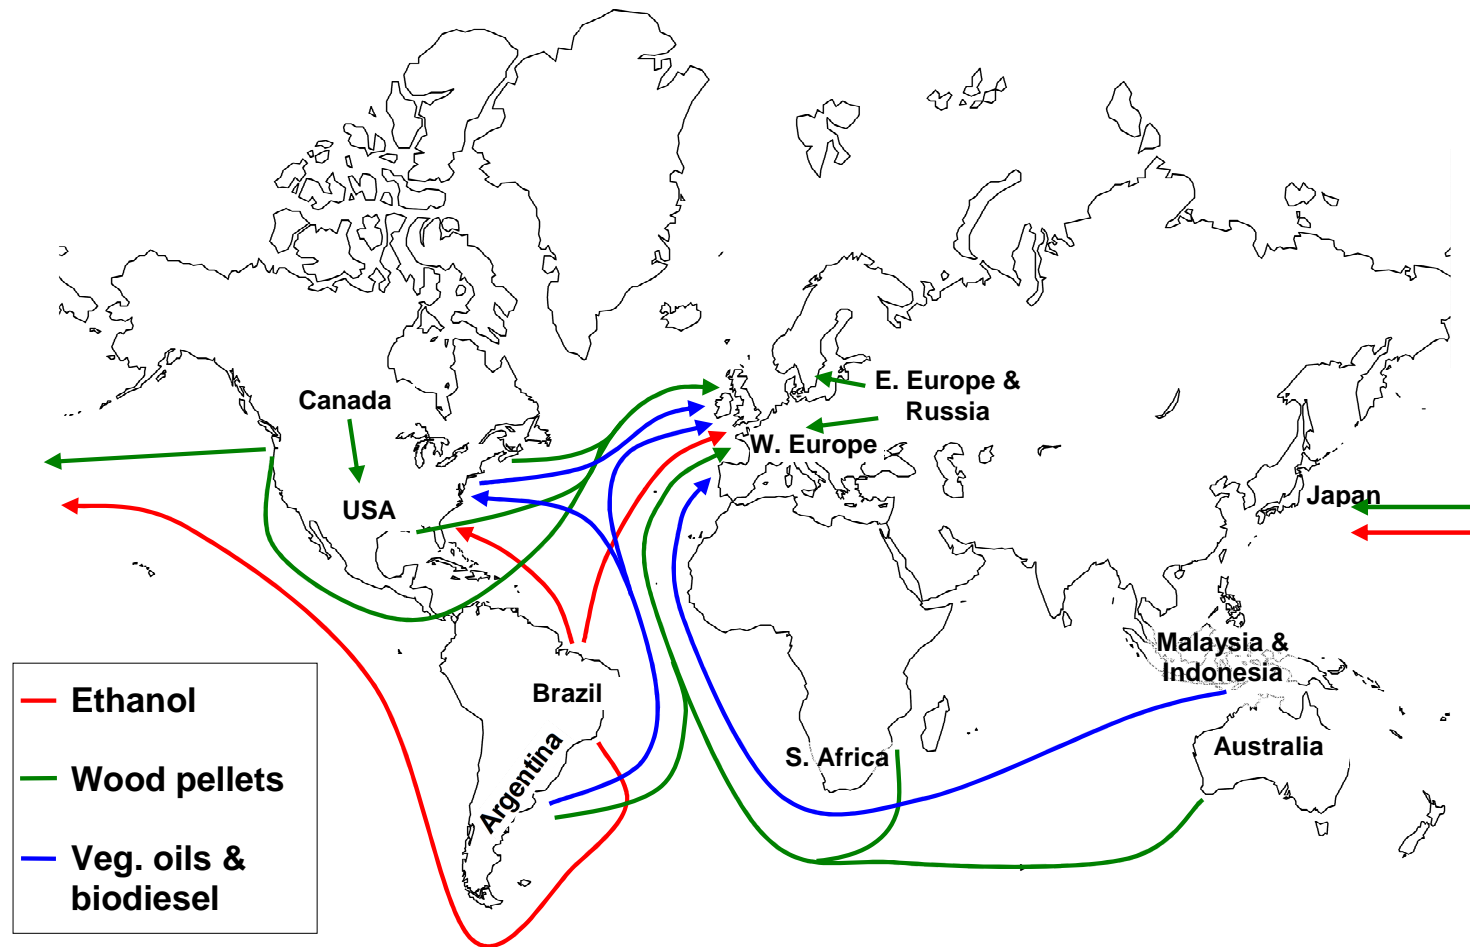 Canada
USA
E. Europe &
Russia
W. Europe
Japan
Malaysia &
Indonesia
Brazil
Argentina
S. Africa
Australia
Ethanol
Wood pellets
Veg. oils &
biodiesel